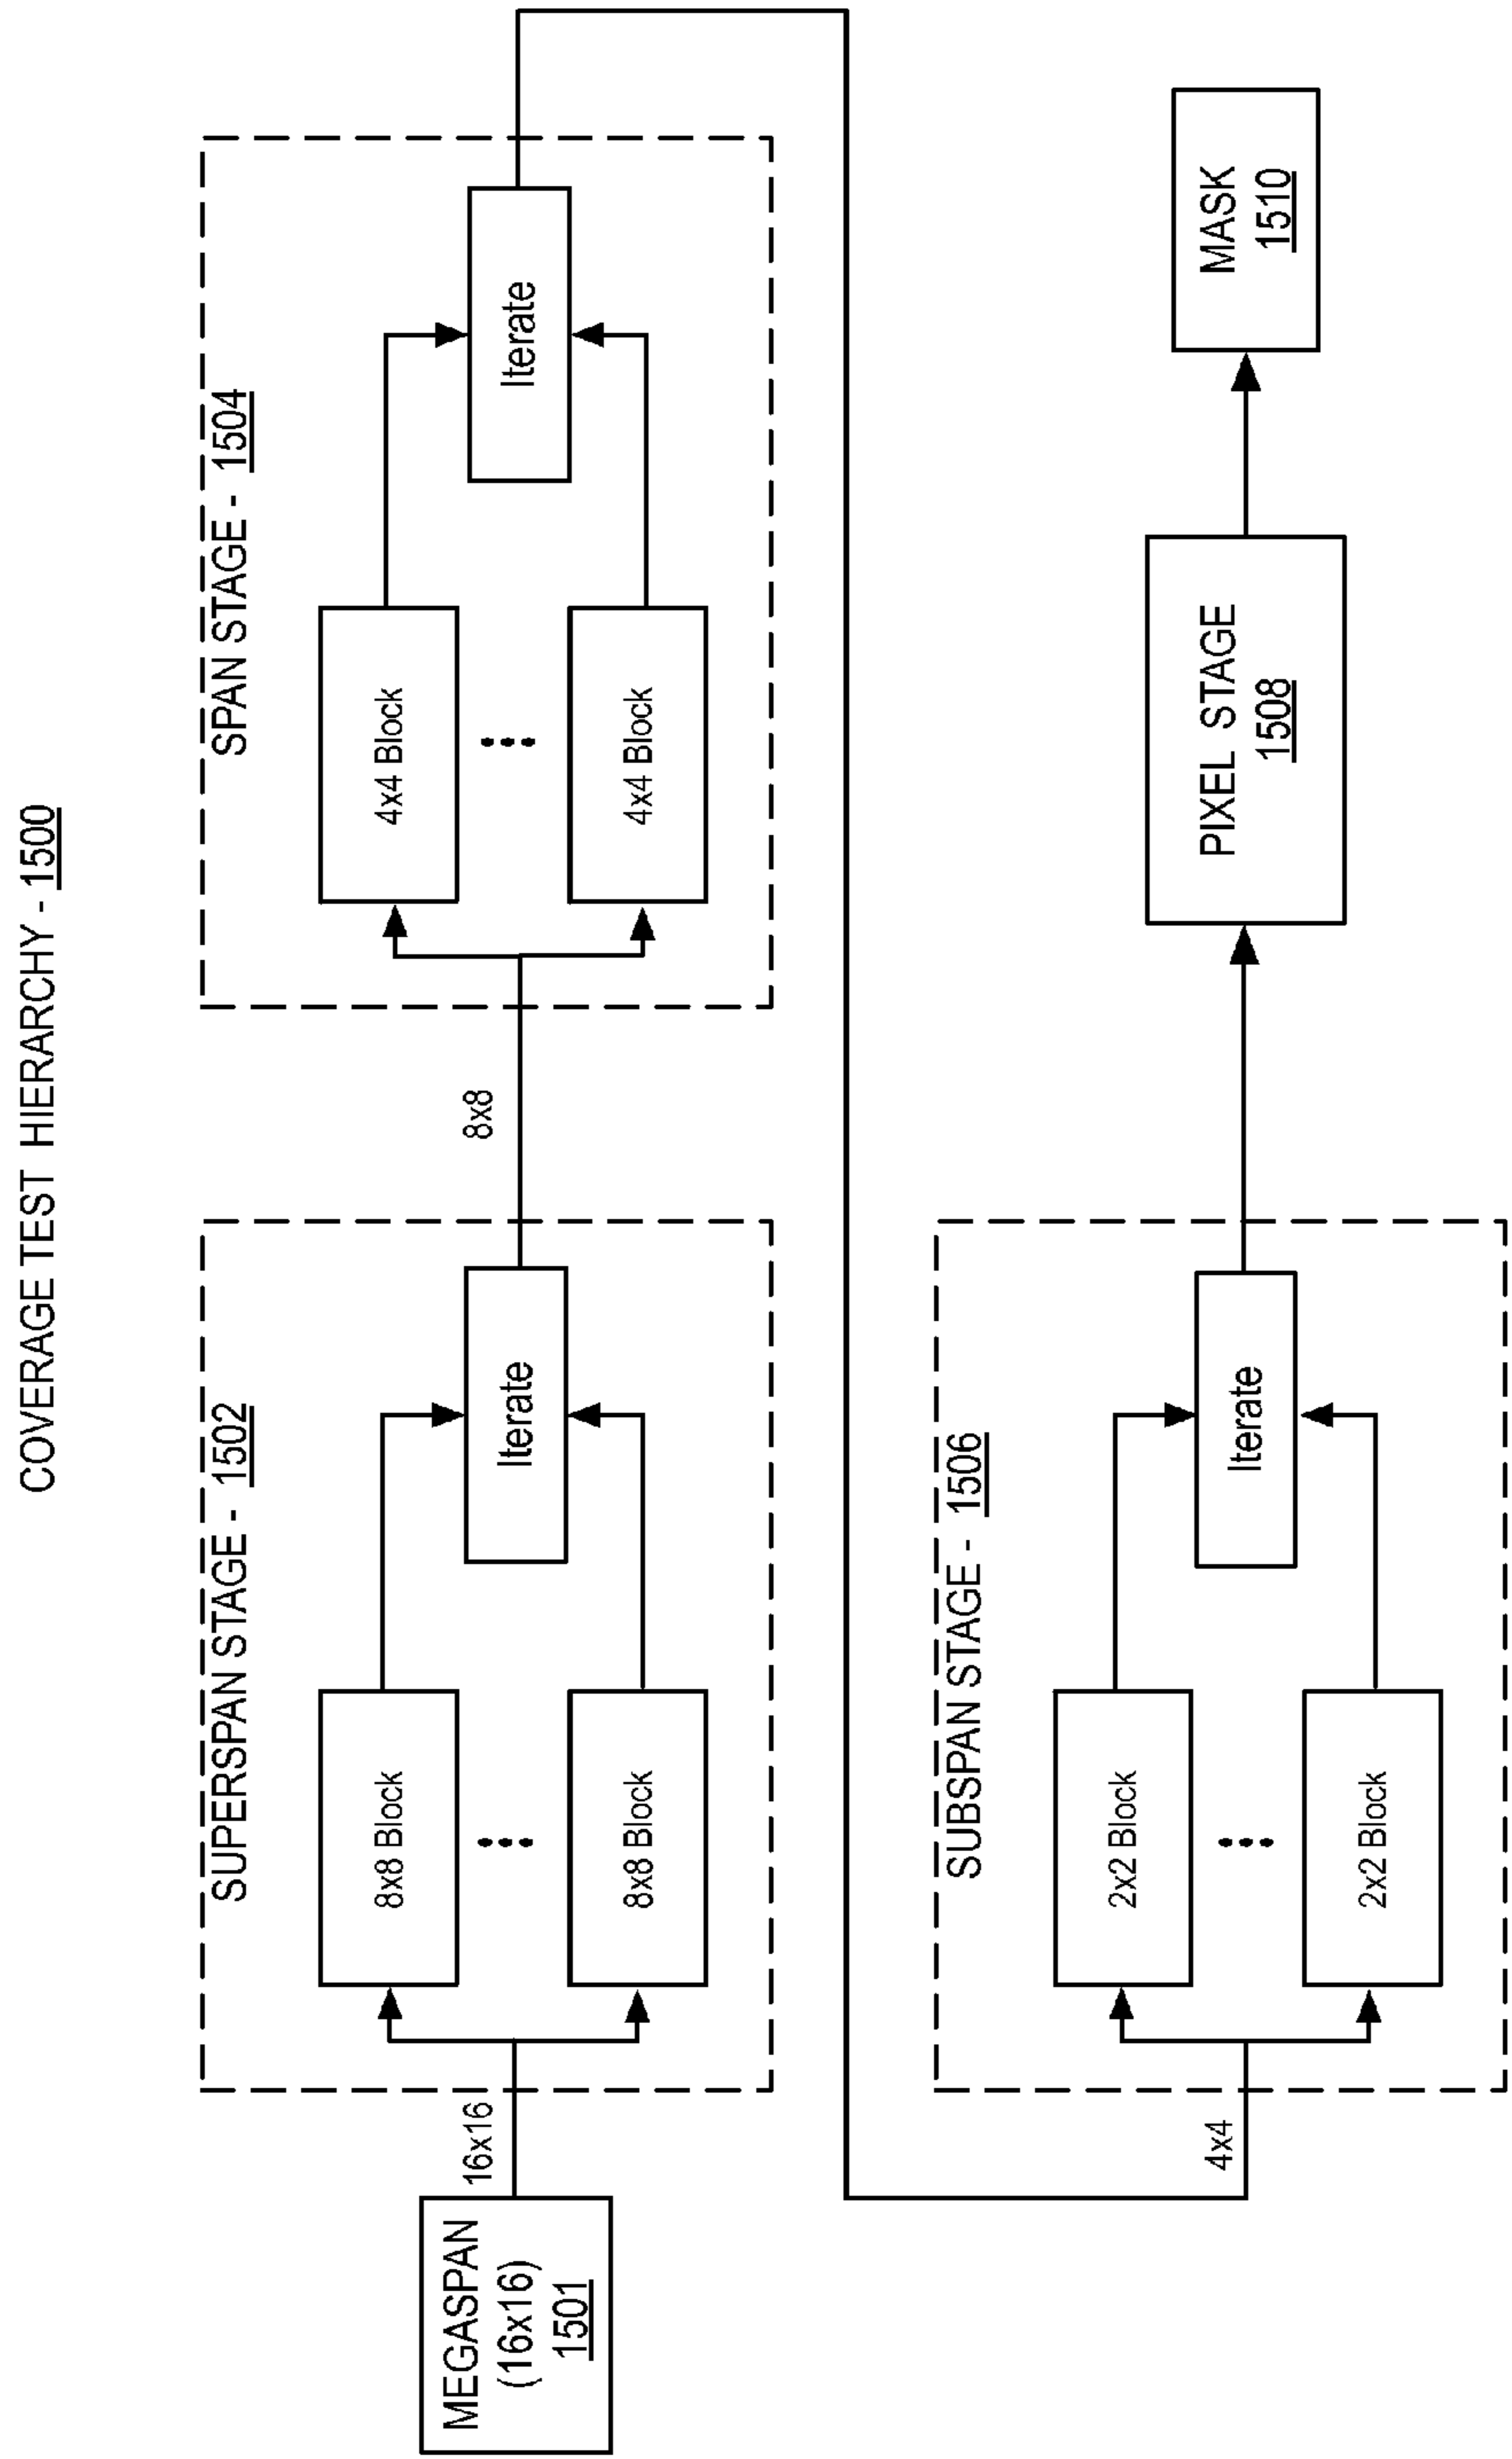 COVERAGE TEST HIERARCHY - 1500
MEGASPAN
(16x16)
1501
16x16
SUPERSPAN STAGE - 1502
8x8 Block
8x8 Block
Iterate
8x8
SPAN STAGE - 1504
4x4 Block
4x4 Block
Iterate
4x4
SUBSPAN STAGE - 1506
2x2 Block
2x2 Block
Iterate
PIXEL STAGE
1508
MASK
1510